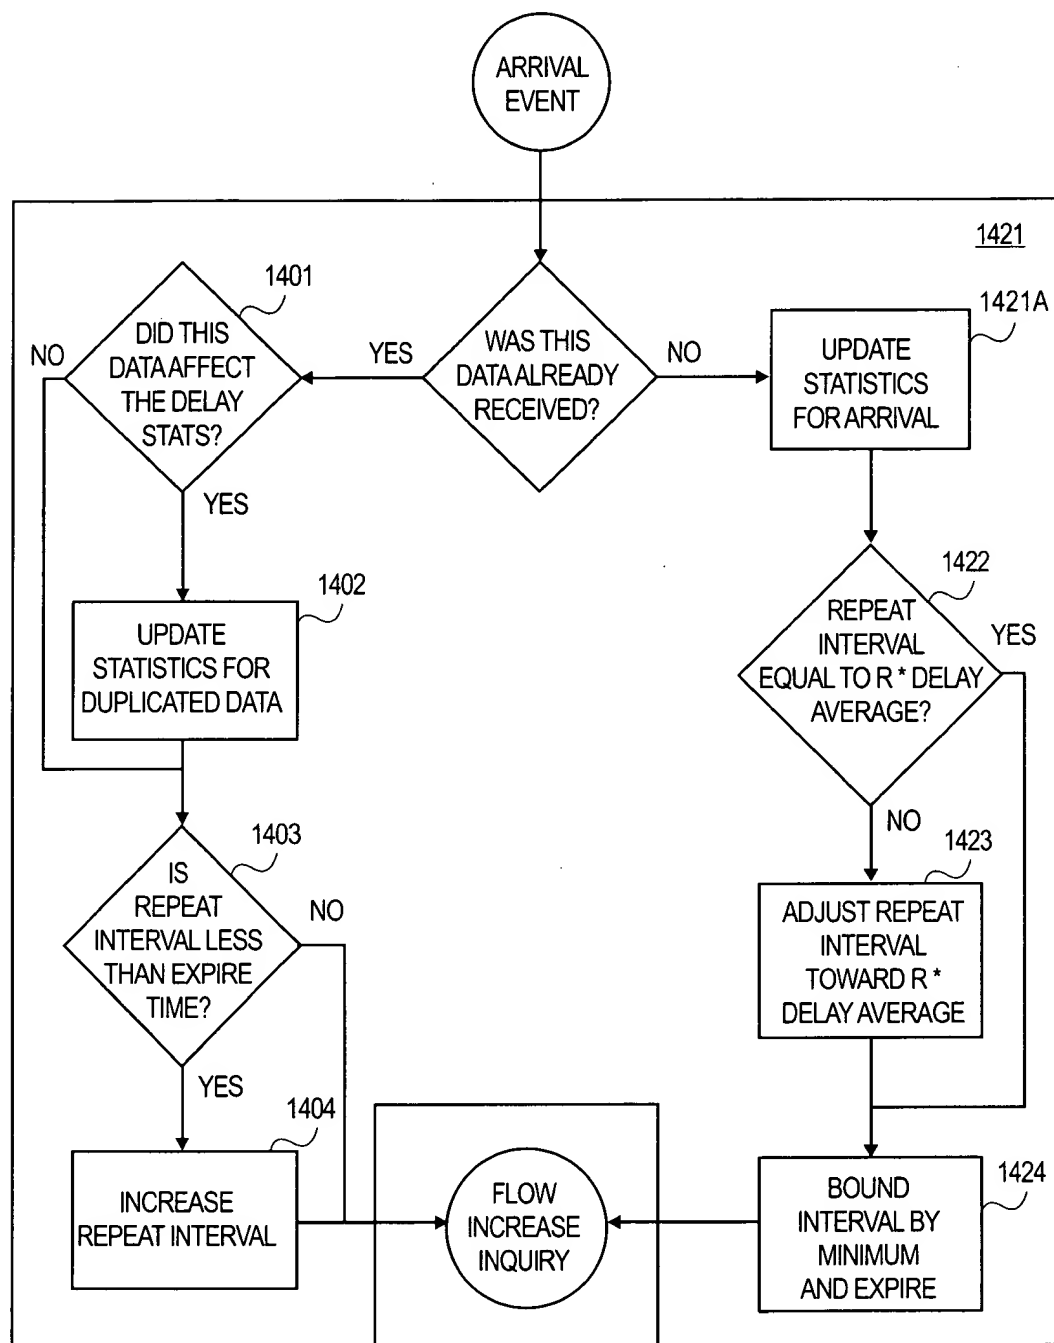 ARRIVAL
EVENT
1421
1401
1421A
DID THIS
DATA AFFECT
THE DELAY
STATS?
NO
YES
WAS THIS
DATA ALREADY
RECEIVED?
NO
UPDATE
STATISTICS
FOR ARRIVAL
YES
1402
UPDATE
STATISTICS FOR
DUPLICATED DATA
1422
REPEAT
INTERVAL
EQUAL TO R * DELAY
AVERAGE?
YES
NO
1403
IS
REPEAT
INTERVAL LESS
THAN EXPIRE
TIME?
NO
1423
ADJUST REPEAT
INTERVAL
TOWARD R *
DELAY AVERAGE
YES
1404
INCREASE
REPEAT INTERVAL
FLOW
INCREASE
INQUIRY
1424
BOUND
INTERVAL BY
MINIMUM
AND EXPIRE